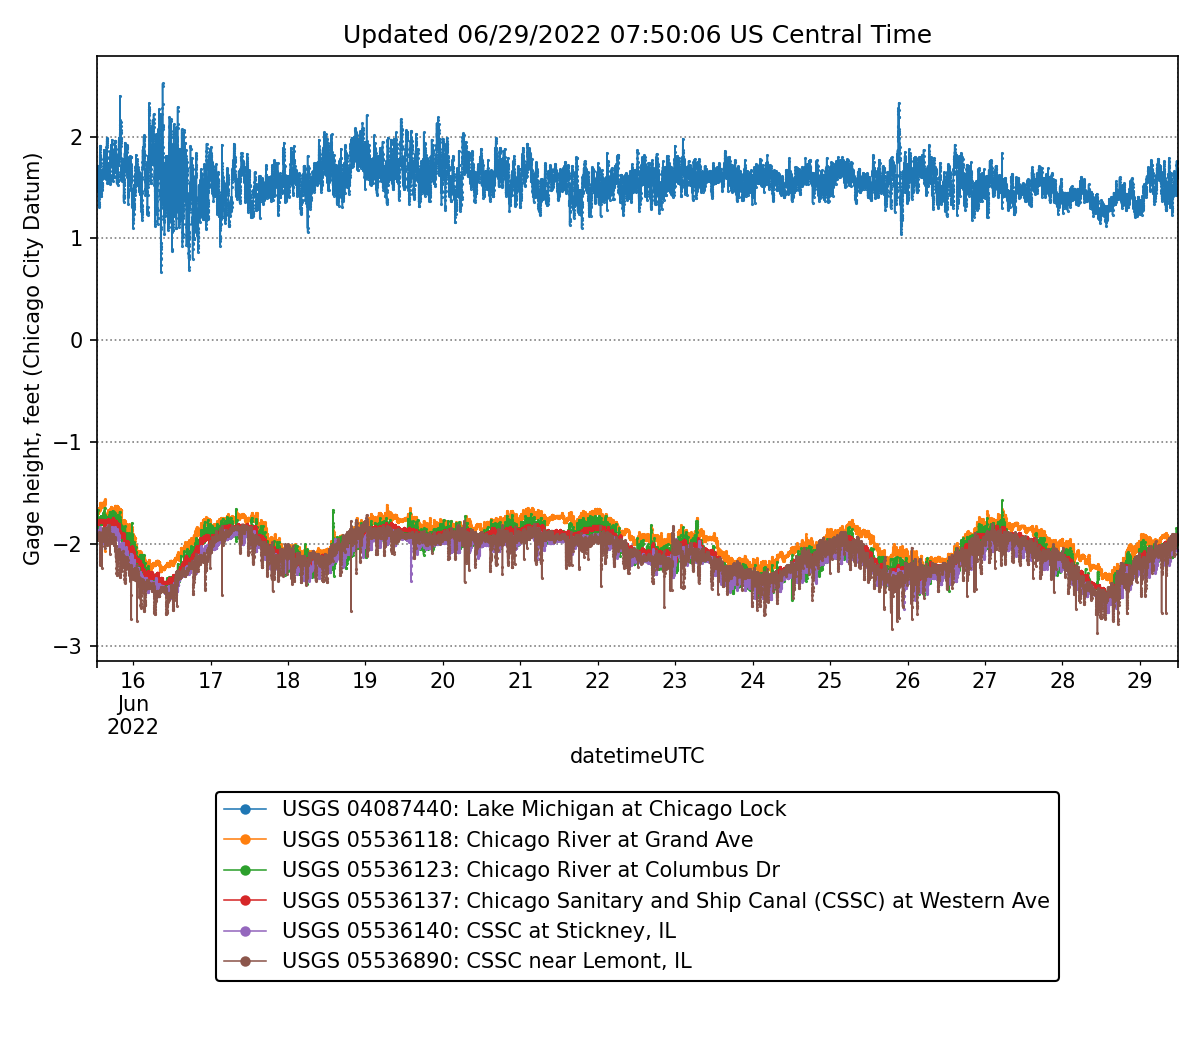 Updated 06/29/2022 07:50:06 US Central Time
Gage height, feet (Chicago City Datum)
2
1
0
−1
−2
−3
16 17 18 19 20 21 22 23 24 25 26 27 28 29
Jun
2022
datetimeUTC
USGS 04087440: Lake Michigan at Chicago Lock
USGS 05536118: Chicago River at Grand Ave
USGS 05536123: Chicago River at Columbus Dr
USGS 05536137: Chicago Sanitary and Ship Canal (CSSC) at Western Ave
USGS 05536140: CSSC at Stickney, IL
USGS 05536890: CSSC near Lemont, IL